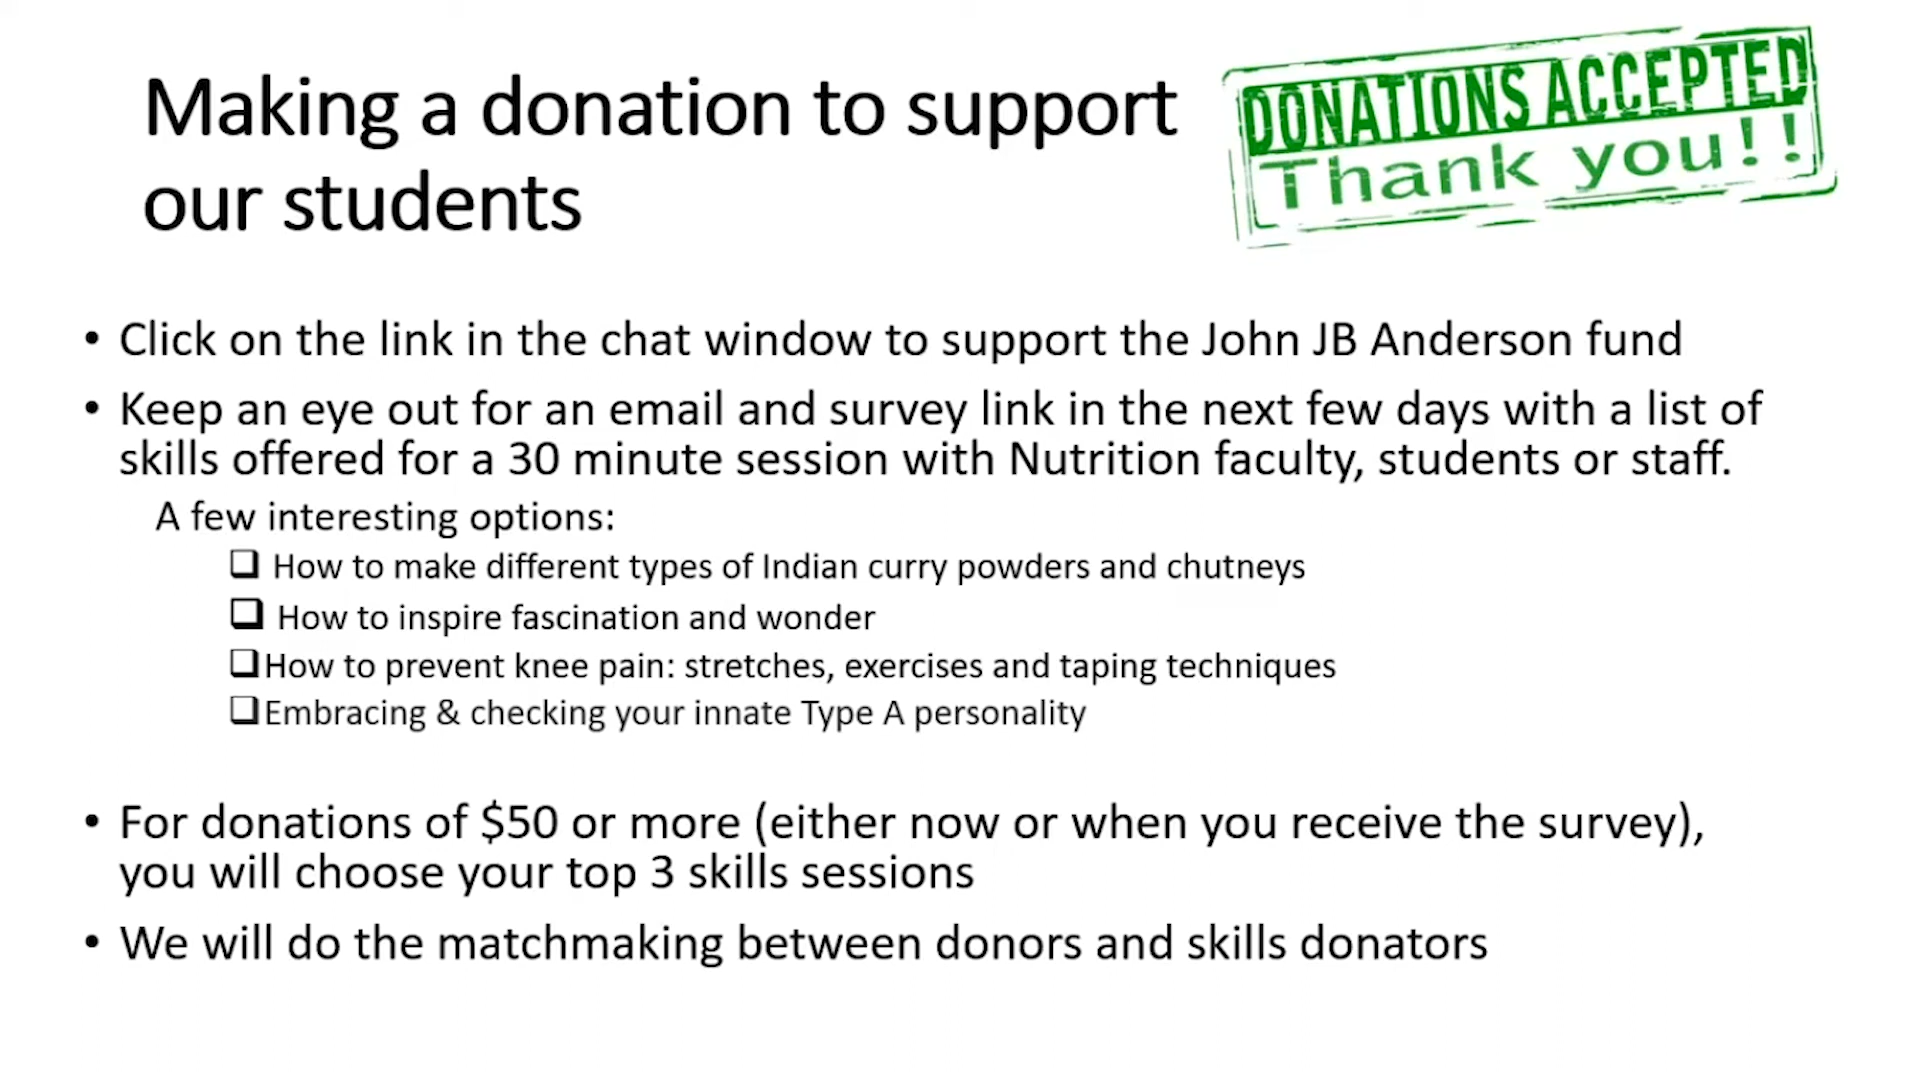 Making a donation to support
our students
DONATIONS ACCEPTED
Thank you!!
• Click on the link in the chat window to support the John JB Anderson fund
• Keep an eye out for an email and survey link in the next few days with a list of
skills offered for a 30 minute session with Nutrition faculty, students or staff.
A few interesting options:
❑ How to make different types of Indian curry powders and chutneys
❑ How to inspire fascination and wonder
❑How to prevent knee pain: stretches, exercises and taping techniques
❑Embracing & checking your innate Type A personality
• For donations of $50 or more (either now or when you receive the survey),
you will choose your top 3 skills sessions
• We will do the matchmaking between donors and skills donators